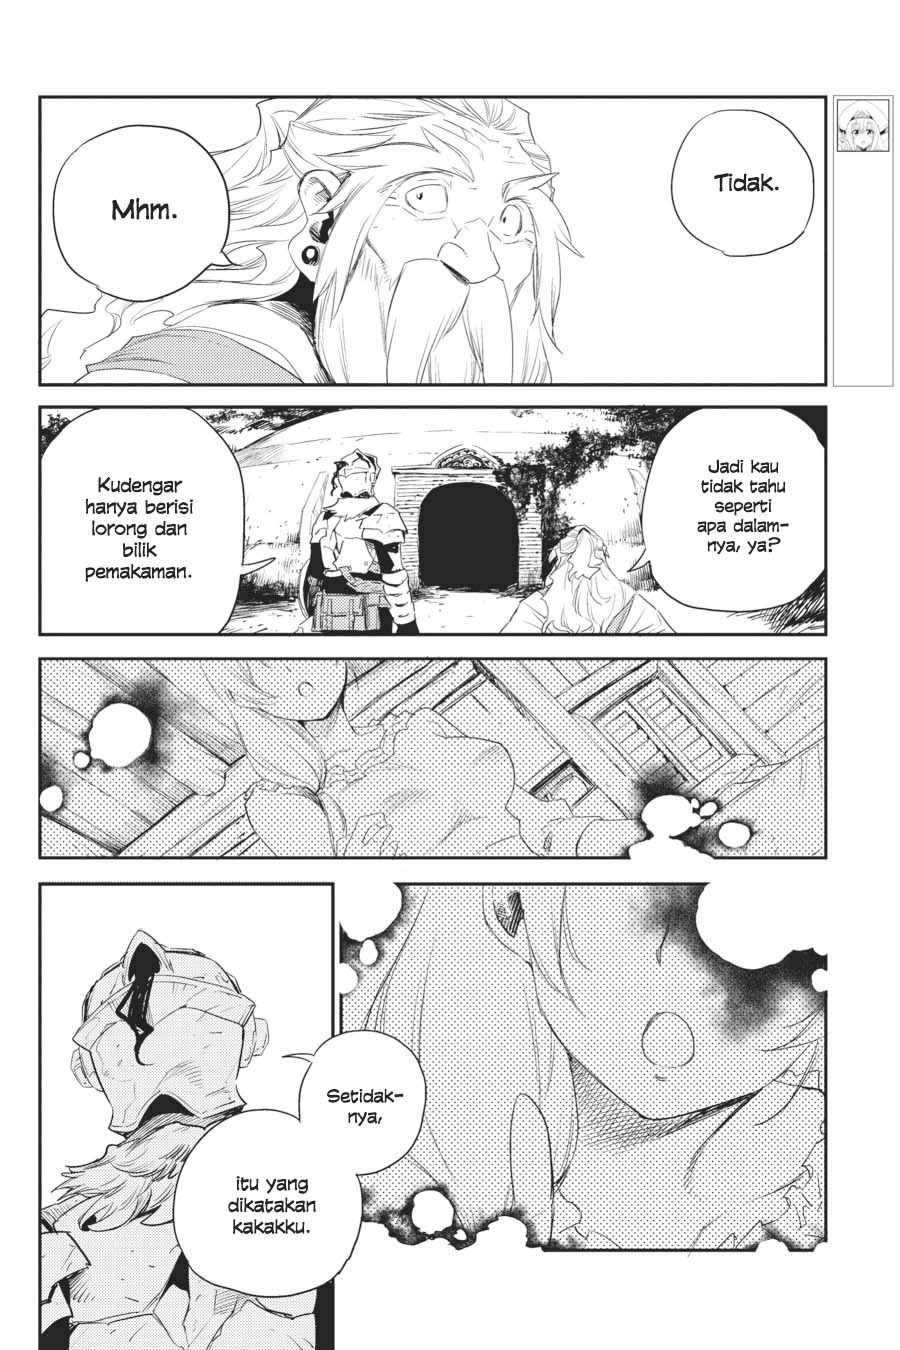 Tidak.
Mhm.
Jadi kau
tidak tahu
seperti
apa dalam-
nya, ya?
Kudengar
hanya berisi
lorong dan
bilik
pemakaman.
Setidak-
nya,
itu yang
dikatakan
kakakku.